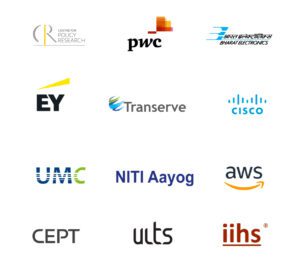 CENTRE FOR
POLICY
RESEARCH
pwc
BHARAT ELECTRONICS
EY
Transerve
CISCO
UMC
NITI Aayog
aws
CEPT
ults
iihs®